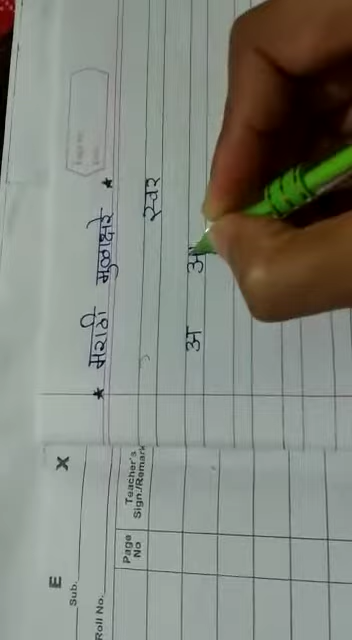 ★ मराठी मुळाक्षरे ★
स्वर
अ अ
E X
Sub.
Roll No.
Page No
Teacher's Sign./Remark